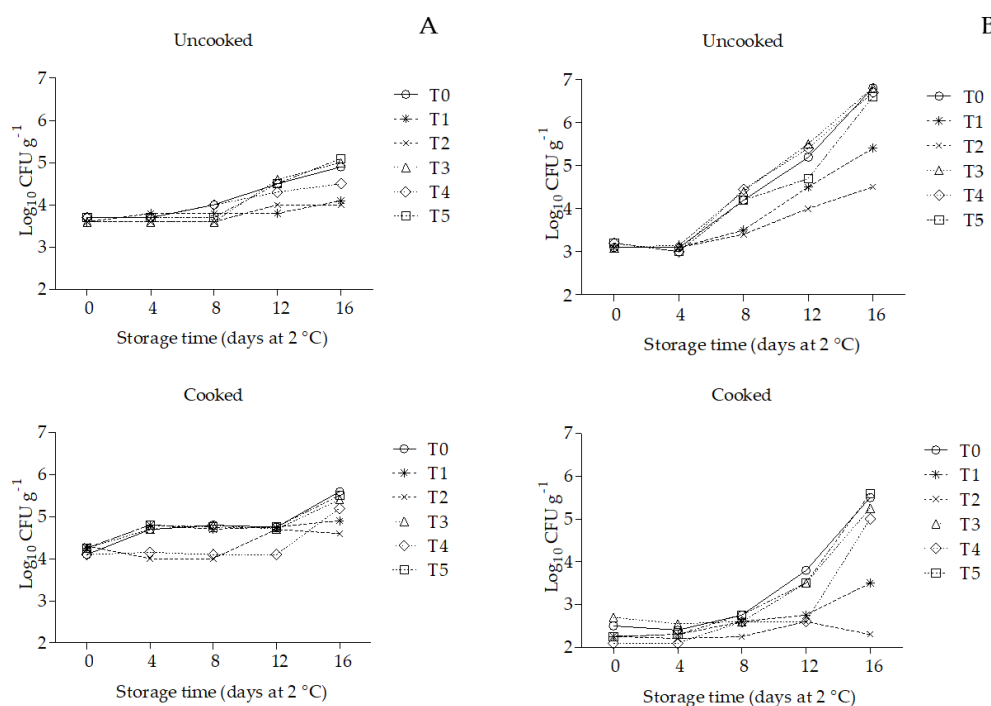 A
Uncooked
Log10 CFU g−1
7
6
5
4
3
2
0 4 8 12 16
Storage time (days at 2 °C)
T0
T1
T2
T3
T4
T5
B
Uncooked
Log10 CFU g−1
7
6
5
4
3
2
0 4 8 12 16
Storage time (days at 2 °C)
T0
T1
T2
T3
T4
T5
Cooked
Log10 CFU g−1
7
6
5
4
3
2
0 4 8 12 16
Storage time (days at 2 °C)
T0
T1
T2
T3
T4
T5
Cooked
Log10 CFU g−1
7
6
5
4
3
2
0 4 8 12 16
Storage time (days at 2 °C)
T0
T1
T2
T3
T4
T5